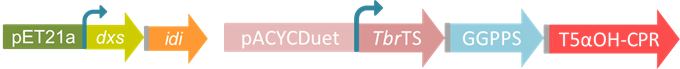 pET21a dxs idi pACYCDuet TbrTS GGPPS T5αOH-CPR